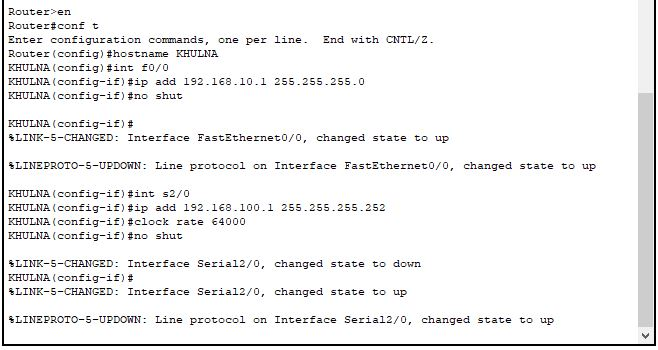 Router>en
Router#conf t
Enter configuration commands, one per line.  End with CNTL/Z.
Router(config)#hostname KHULNA
KHULNA(config)#int f0/0
KHULNA(config-if)#ip add 192.168.10.1 255.255.255.0
KHULNA(config-if)#no shut
KHULNA(config-if)#
%LINK-5-CHANGED: Interface FastEthernet0/0, changed state to up
%LINEPROTO-5-UPDOWN: Line protocol on Interface FastEthernet0/0, changed state to up
KHULNA(config-if)#int s2/0
KHULNA(config-if)#ip add 192.168.100.1 255.255.255.252
KHULNA(config-if)#clock rate 64000
KHULNA(config-if)#no shut
%LINK-5-CHANGED: Interface Serial2/0, changed state to down
KHULNA(config-if)#
%LINK-5-CHANGED: Interface Serial2/0, changed state to up
%LINEPROTO-5-UPDOWN: Line protocol on Interface Serial2/0, changed state to up